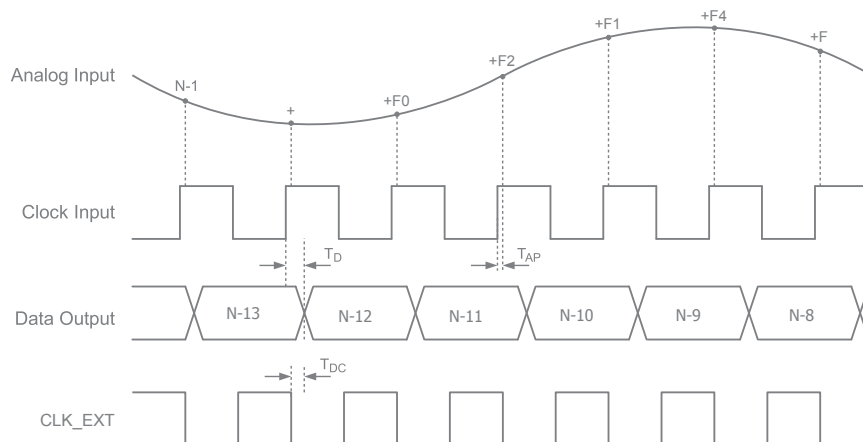 +F1
+F4
+F
+F2
Analog Input
N-1
+
+F0
Clock Input
TD
TAP
Data Output
N-13
N-12
N-11
N-10
N-9
N-8
TDC
CLK_EXT